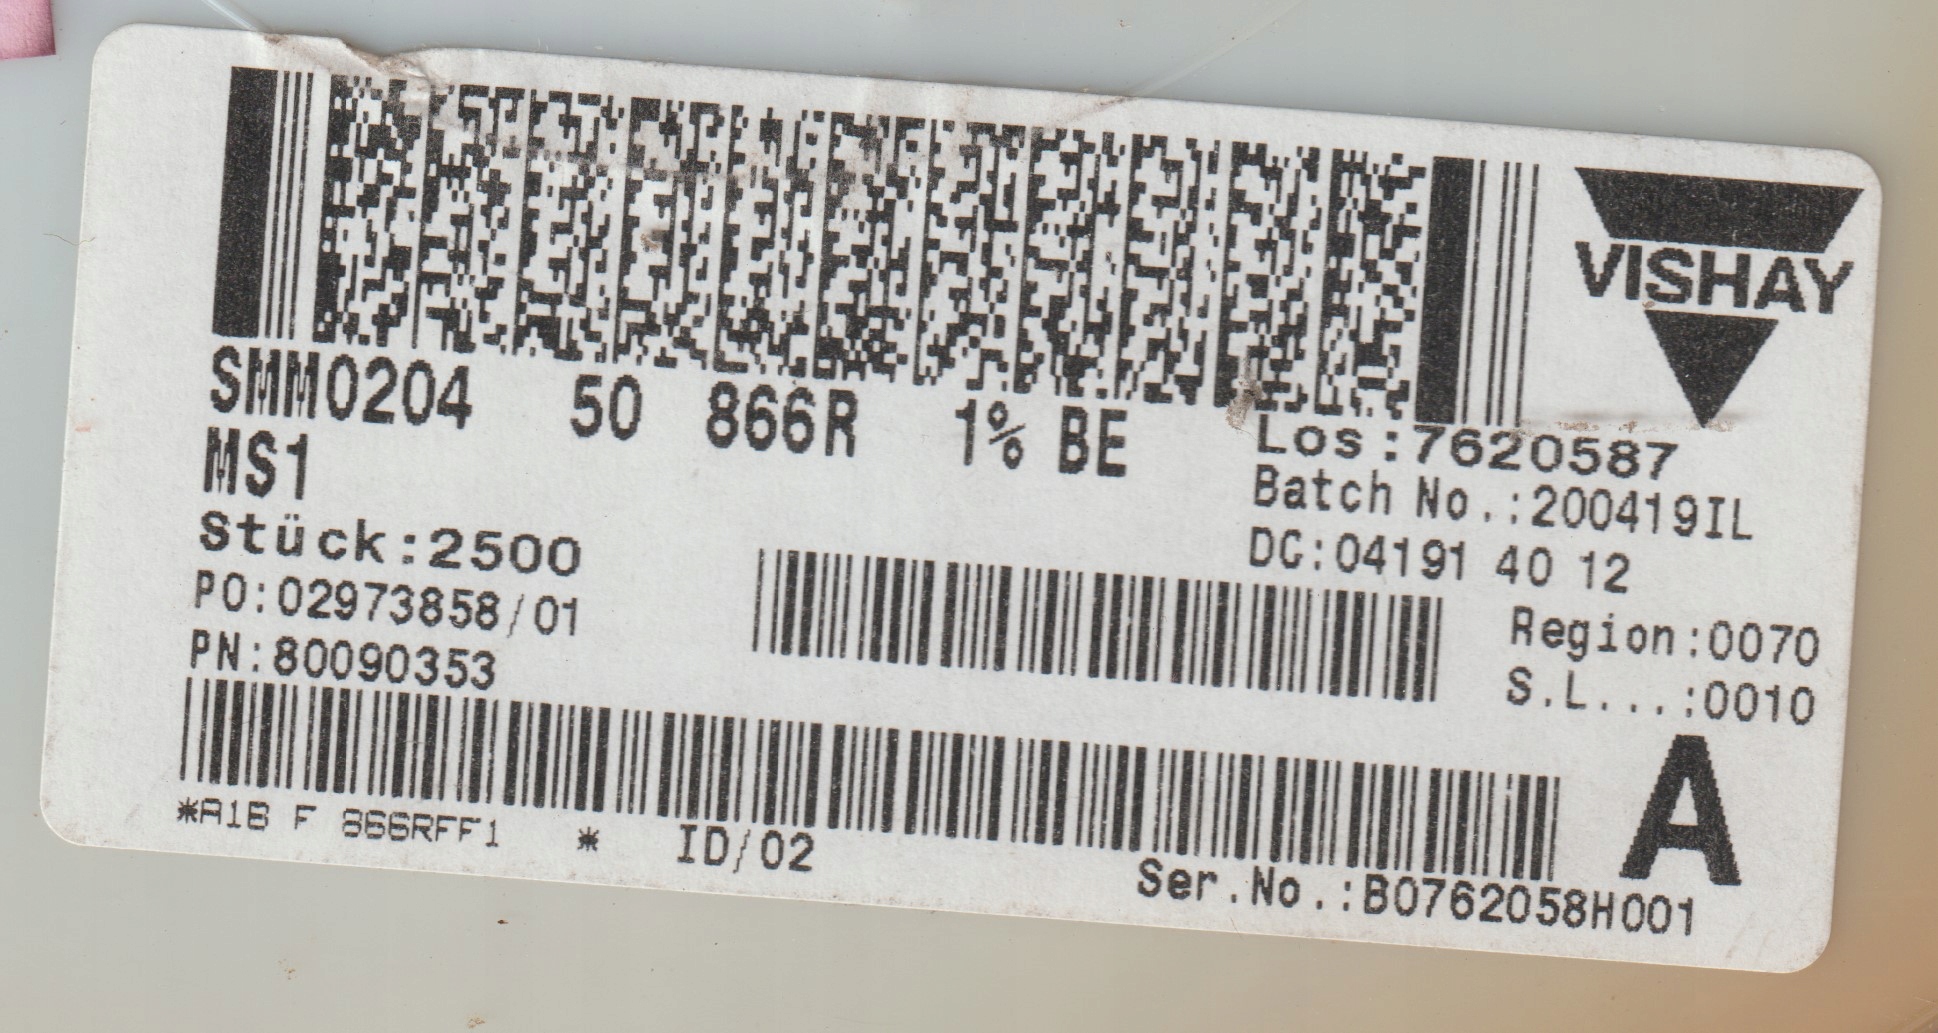 VISHAY
SMM0204 50 866R 1% BE
MS1
Los:7620587
Batch No.:200419IL
DC:04191 40 12
Stück:2500
PO:02973858/01
PN:80090353
Region:0070
S.L...:0010
A
*A1B F 866RFF1 * ID/02
Ser.No.:B0762058H001